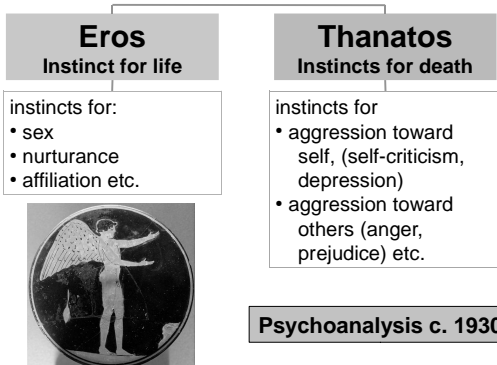 Eros
Instinct for life
instincts for:
• sex
• nurturance
• affiliation etc.
Thanatos
Instincts for death
instincts for
• aggression toward
self, (self-criticism,
depression)
• aggression toward
others (anger,
prejudice) etc.
Psychoanalysis c. 1930